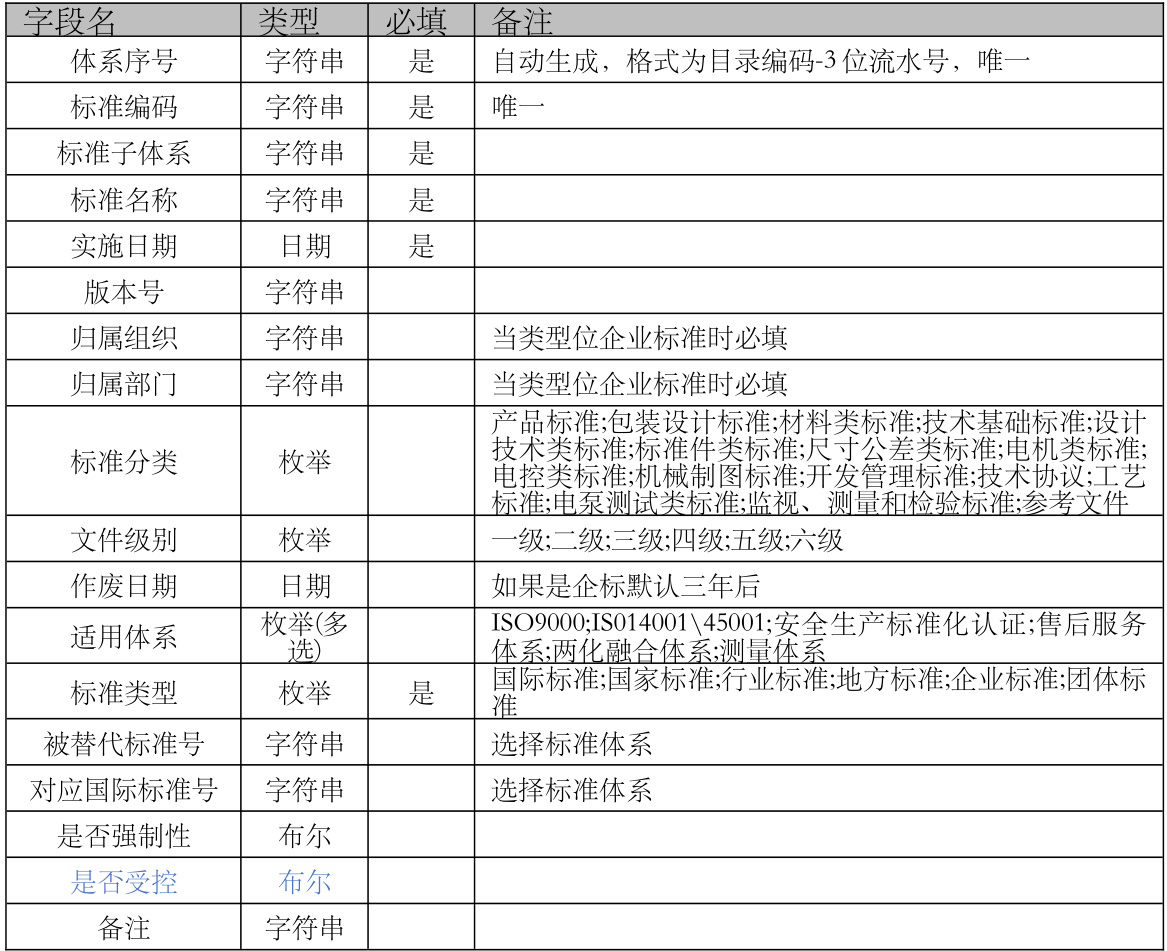 字段名 类型 必填 备注
体系序号 字符串 是 自动生成，格式为目录编码-3位流水号，唯一
标准编码 字符串 是 唯一
标准子体系 字符串 是
标准名称 字符串 是
实施日期 日期 是
版本号 字符串
归属组织 字符串 当类型位企业标准时必填
归属部门 字符串 当类型位企业标准时必填
标准分类 枚举 产品标准;包装设计标准;材料类标准;技术基础标准;设计
技术类标准;标准件类标准;尺寸公差类标准;电机类标准;
电控类标准;机械制图标准;开发管理标准;技术协议;工艺
标准;电泵测试类标准;监视、测量和检验标准;参考文件
文件级别 枚举 一级;二级;三级;四级;五级;六级
作废日期 日期 如果是企标默认三年后
适用体系 枚举(多
选) ISO9000;IS014001\45001;安全生产标准化认证;售后服务
体系;两化融合体系;测量体系
标准类型 枚举 是 国际标准;国家标准;行业标准;地方标准;企业标准;团体标
准
被替代标准号 字符串 选择标准体系
对应国际标准号 字符串 选择标准体系
是否强制性 布尔
是否受控 布尔
备注 字符串